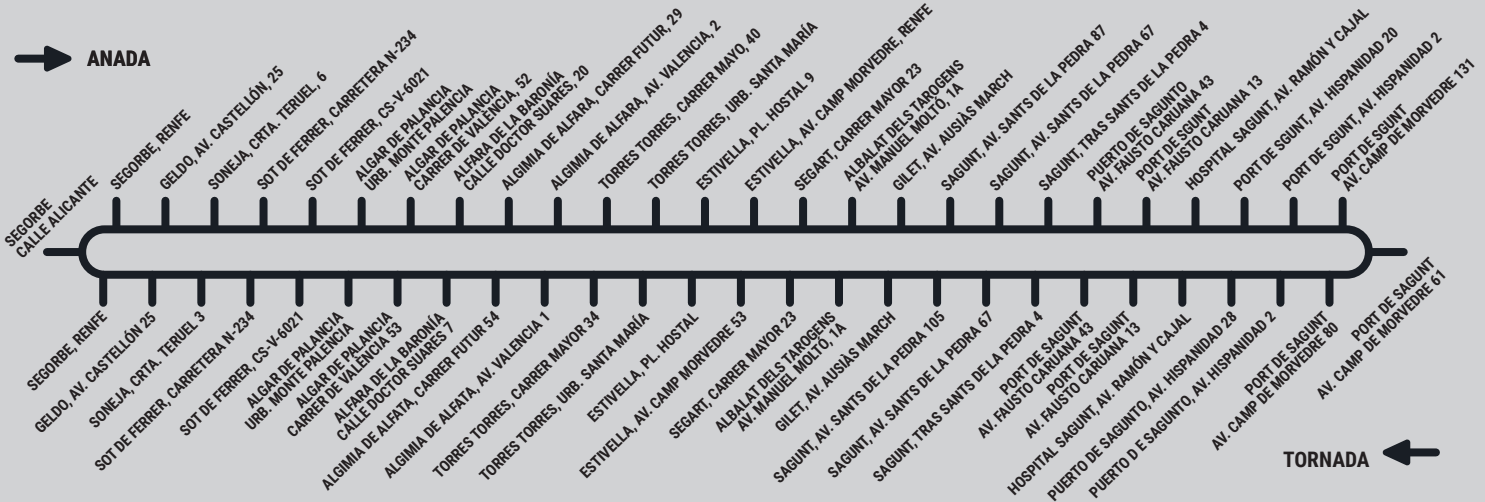 ANADA
SEGORBE
CALLE ALICANTE
SEGORBE, RENFE
GELDO, AV. CASTELLÓN, 25
SONEJA, CRTA. TERUEL, 6
SOT DE FERRER, CARRETERA N-234
SOT DE FERRER, CS-V-6021
ALGAR DE PALANCIA
URB. MONTE PALENCIA
ALGAR DE PALANCIA
CARRER DE VALENCIA, 52
ALFARA DE LA BARONÍA
CALLE DOCTOR SUARES, 20
ALGIMIA DE ALFARA, CARRER FUTUR, 29
ALGIMIA DE ALFARA, AV. VALENCIA, 2
TORRES TORRES, CARRER MAYO, 40
TORRES TORRES, URB. SANTA MARÍA
ESTIVELLA, PL. HOSTAL 9
ESTIVELLA, AV. CAMP MORVEDRE, RENFE
SEGART, CARRER MAYOR 23
ALBALAT DELS TAROGENS
AV. MANUEL MOLTÓ, 1A
GILET, AV. AUSIÀS MARCH
SAGUNT, AV. SANTS DE LA PEDRA 87
SAGUNT, AV. SANTS DE LA PEDRA 67
SAGUNT, TRAS SANTS DE LA PEDRA 4
PUERTO DE SAGUNTO
AV. FAUSTO CARUANA 43
PORT DE SGUNT
AV. FAUSTO CARUANA 13
HOSPITAL SAGUNT, AV. RAMÓN Y CAJAL
PORT DE SGUNT, AV. HISPANIDAD 20
PORT DE SGUNT, AV. HISPANIDAD 2
PORT DE SGUNT
AV. CAMP DE MORVEDRE 131
SEGORBE, RENFE
GELDO, AV. CASTELLÓN 25
SONEJA, CRTA. TERUEL 3
SOT DE FERRER, CARRETERA N-234
SOT DE FERRER, CS-V-6021
ALGAR DE PALANCIA
URB. MONTE PALENCIA
ALGAR DE PALANCIA
CARRER DE VALÈNCIA 53
ALFARA DE LA BARONÍA
CALLE DOCTOR SUARES 7
ALGIMIA DE ALFATA, CARRER FUTUR 54
ALGIMIA DE ALFATA, AV. VALENCIA 1
TORRES TORRES, CARRER MAYOR 34
TORRES TORRES, URB. SANTA MARÍA
ESTIVELLA, PL. HOSTAL
ESTIVELLA, AV. CAMP MORVEDRE 53
SEGART, CARRER MAYOR 23
ALBALAT DELS TAROGENS
AV. MANUEL MOLTÓ, 1A
GILET, AV. AUSIÀS MARCH
SAGUNT, AV. SANTS DE LA PEDRA 105
SAGUNT, AV. SANTS DE LA PEDRA 67
SAGUNT, TRAS SANTS DE LA PEDRA 4
PORT DE SAGUNT
AV. FAUSTO CARUANA 43
PORT DE SAGUNT
AV. FAUSTO CARUANA 13
HOSPITAL SAGUNT, AV. RAMÓN Y CAJAL
PUERTO DE SAGUNTO, AV. HISPANIDAD 28
PUERTO D E SAGUNTO, AV. HISPANIDAD 2
PORT DE SAGUNT
AV. CAMP DE MORVEDRE 80
PORT DE SAGUNT
AV. CAMP DE MORVEDRE 61
TORNADA